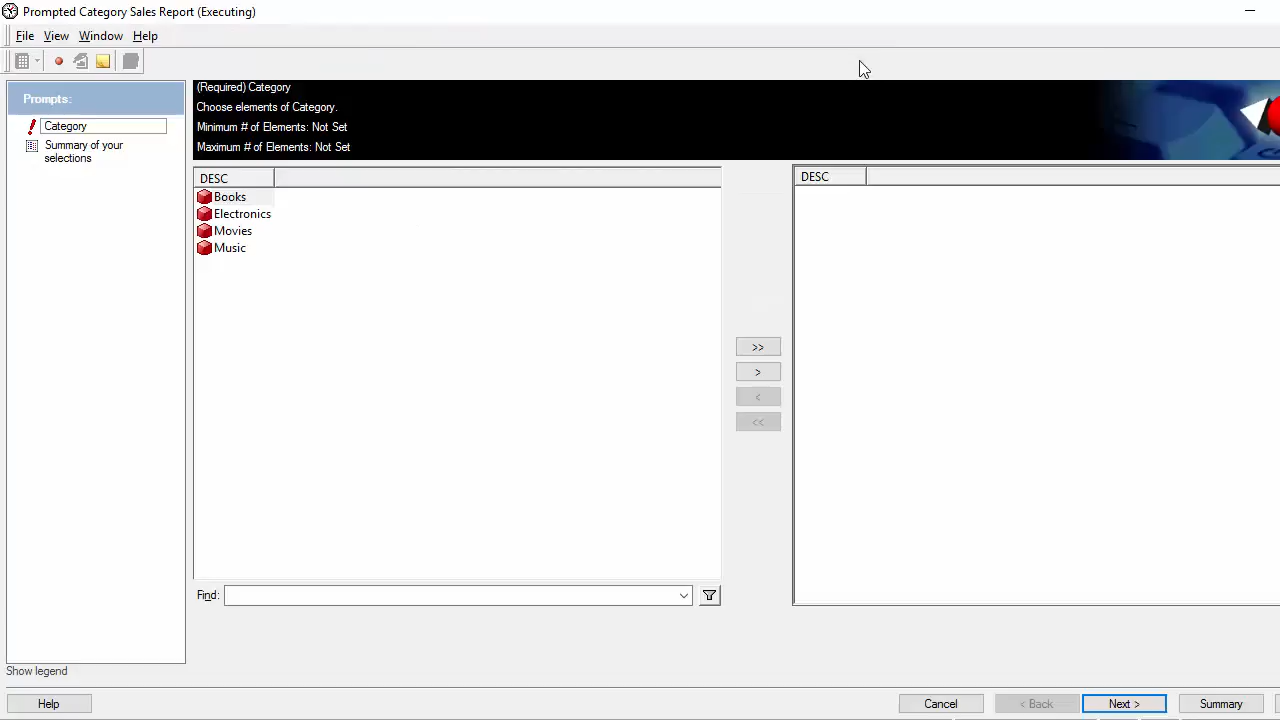 Prompted Category Sales Report (Executing)
File View Window Help
Prompts:
Category
Summary of your
selections
(Required) Category
Choose elements of Category.
Minimum # of Elements: Not Set
Maximum # of Elements: Not Set
DESC
Books
Electronics
Movies
Music
>>
>
<
<<
DESC
Find:
Show legend
Help
Cancel
< Back
Next >
Summary